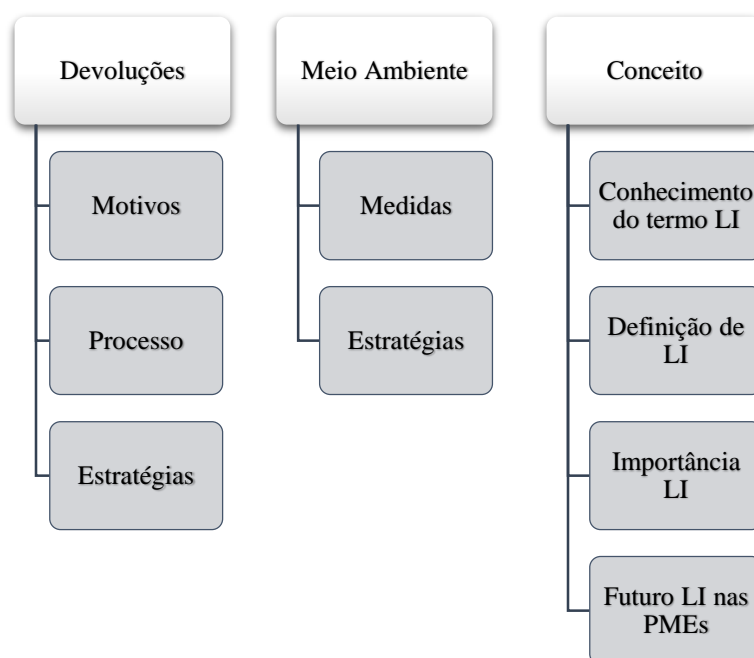 Devoluções
Motivos
Processo
Estratégias
Meio Ambiente
Medidas
Estratégias
Conceito
Conhecimento
do termo LI
Definição de
LI
Importância
LI
Futuro LI nas
PMEs